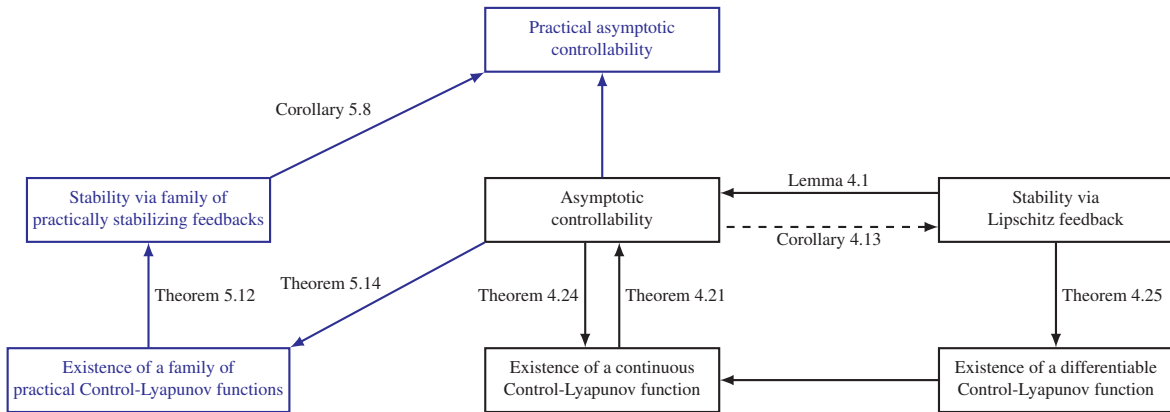 Practical asymptotic
controllability
Corollary 5.8
Stability via family of
practically stabilizing feedbacks
Asymptotic
controllability
Lemma 4.1
Corollary 4.13
Stability via
Lipschitz feedback
Theorem 5.12
Theorem 5.14
Theorem 4.24
Theorem 4.21
Theorem 4.25
Existence of a family of
practical Control-Lyapunov functions
Existence of a continuous
Control-Lyapunov function
Existence of a differentiable
Control-Lyapunov function